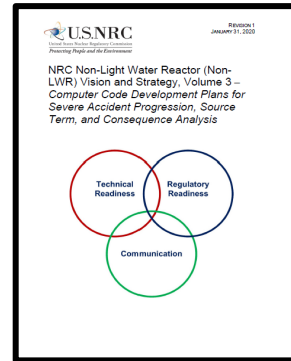 REVISION 1
JANUARY 31, 2020
U.S.NRC
United States Nuclear Regulatory Commission
Protecting People and the Environment
NRC Non-Light Water Reactor (Non-
LWR) Vision and Strategy, Volume 3 –
Computer Code Development Plans for
Severe Accident Progression, Source
Term, and Consequence Analysis
Technical
Readiness
Regulatory
Readiness
Communication